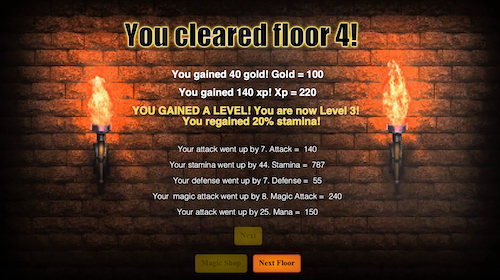 You cleared floor 4!
You gained 40 gold! Gold = 100
You gained 140 xp! Xp = 220
YOU GAINED A LEVEL! You are now Level 3!
You regained 20% stamina!
Your attack went up by 7. Attack = 140
Your stamina went up by 44. Stamina = 787
Your defense went up by 7. Defense = 55
Your magic attack went up by 8. Magic Attack = 240
Your attack went up by 25. Mana = 150
Next
Magic Shop Next Floor